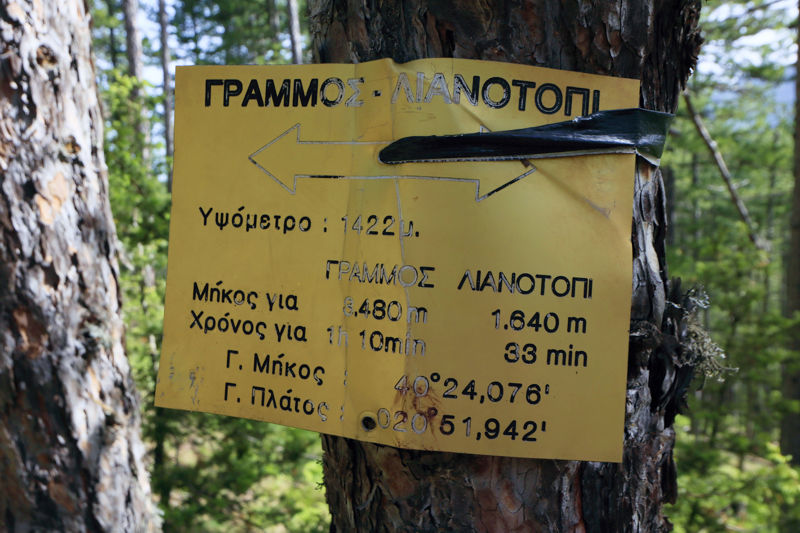 ΓΡΑΜΜΟΣ - ΛΙΑΝΟΤΟΠΙ
Υψόμετρο : 1422μ.
ΓΡΑΜΜΟΣ ΛΙΑΝΟΤΟΠΙ
Μήκος για 3.480 m 1.640 m
Χρόνος για 1h 10min 33 min
Γ. Μήκος : 40°24,076'
Γ. Πλάτος : 020 51,942'